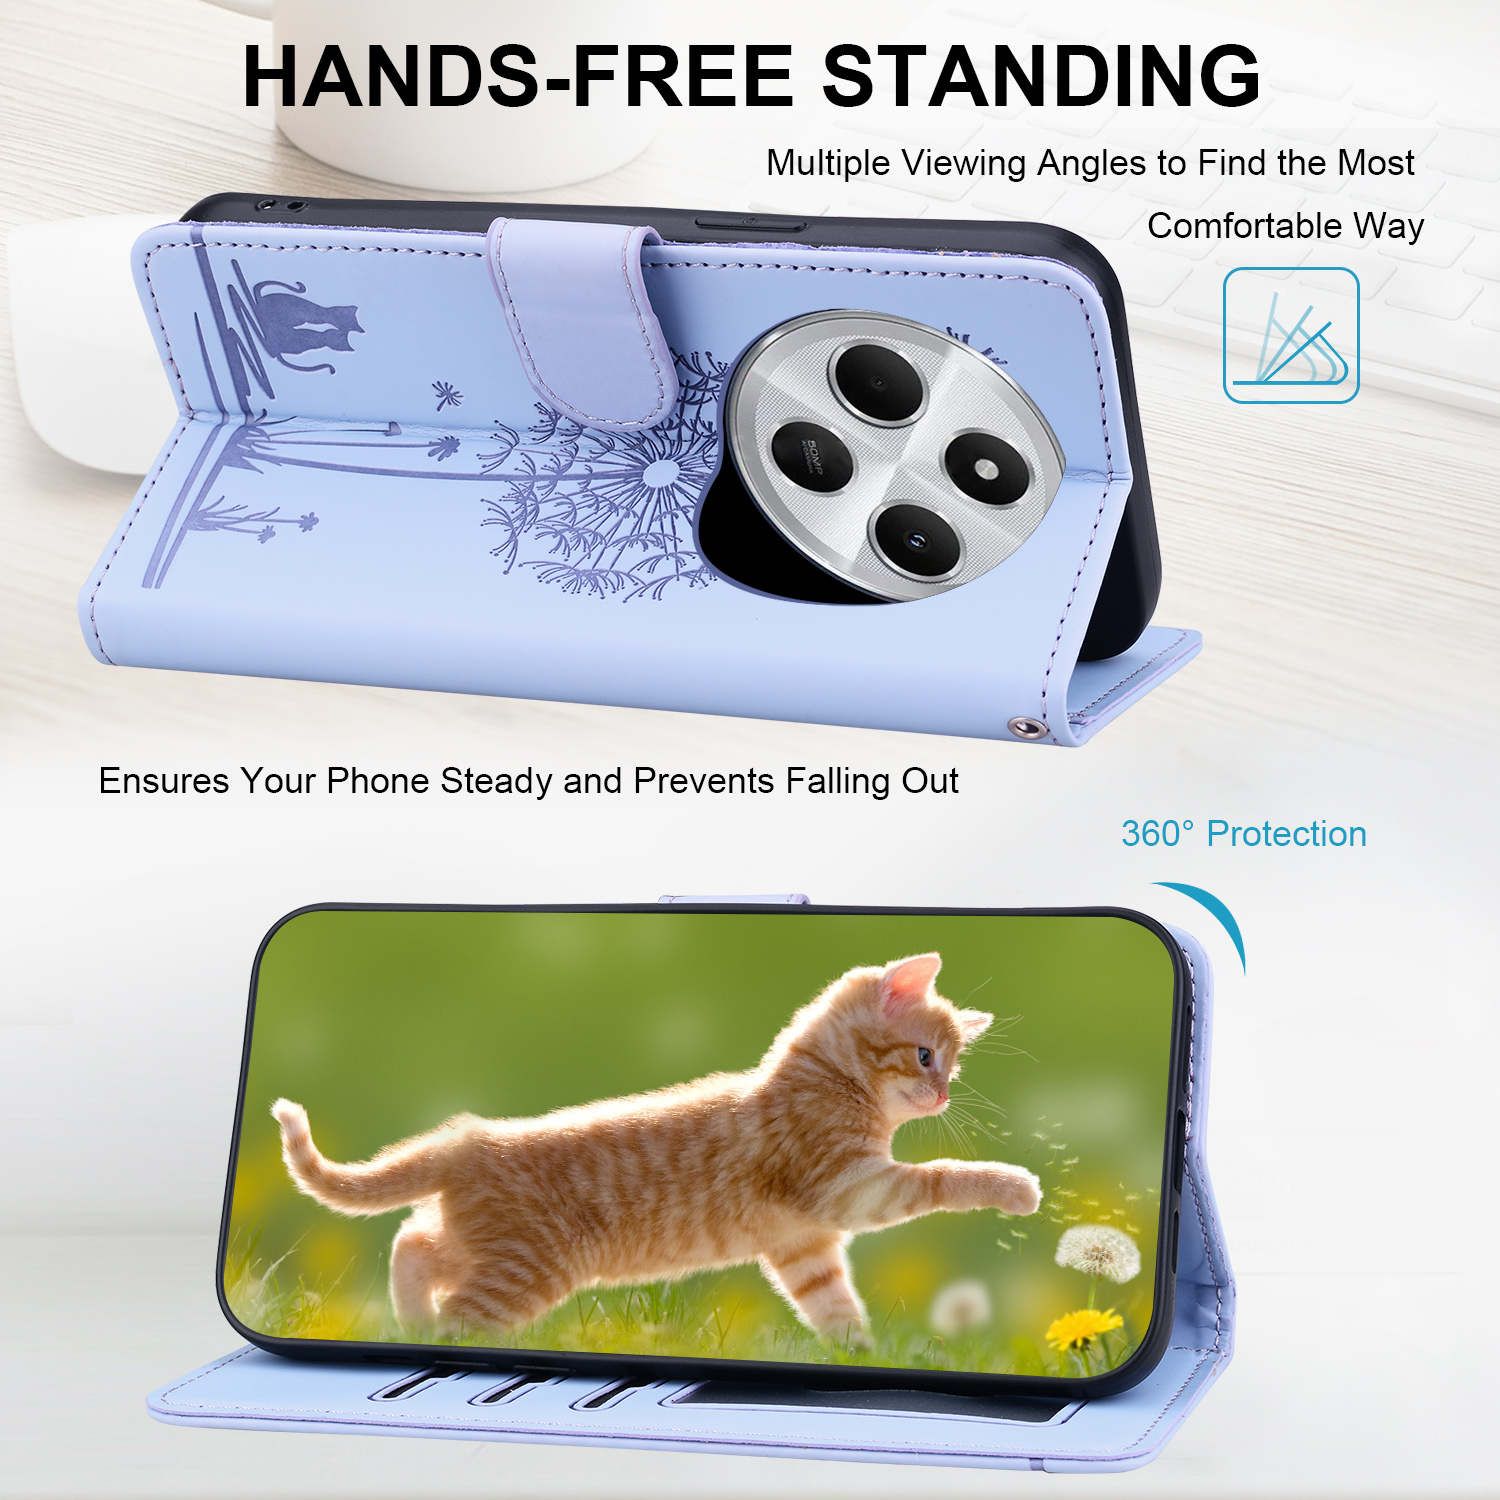 HANDS-FREE STANDING
Multiple Viewing Angles to Find the Most
Comfortable Way
50MP
Ensures Your Phone Steady and Prevents Falling Out
360° Protection